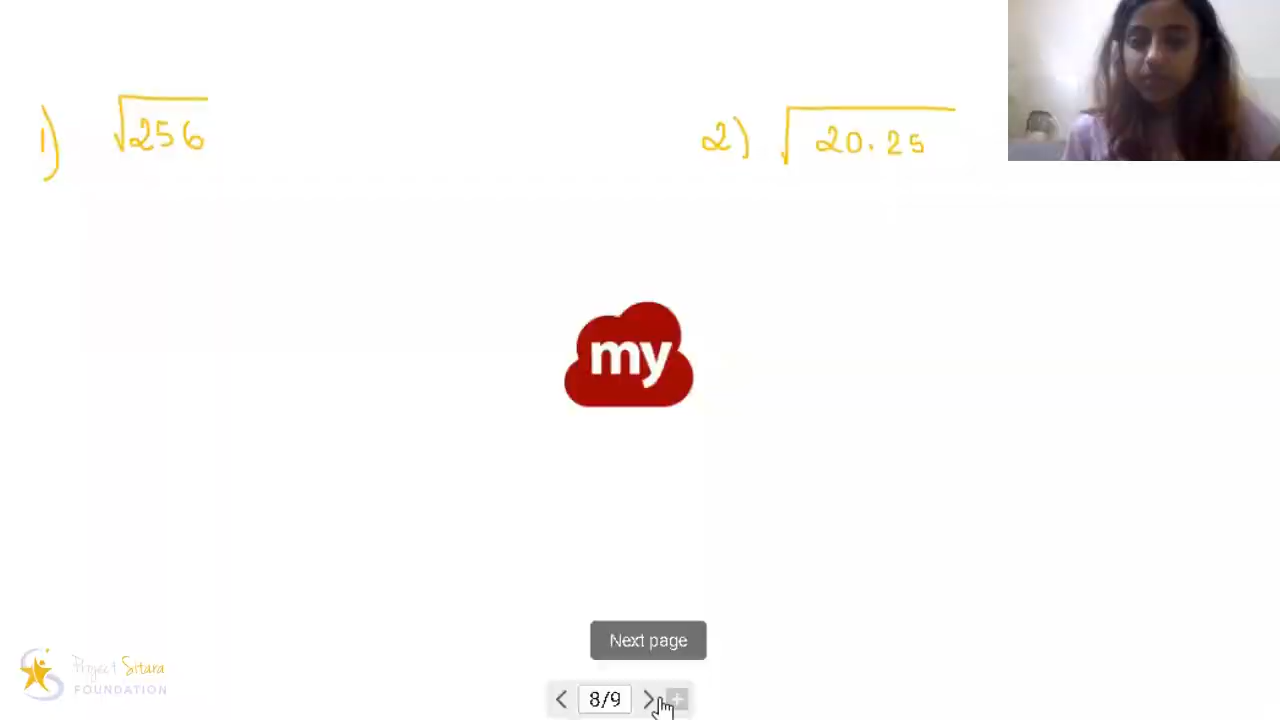 1) √256
2) √20.25
my
Next page
Project Sitara
FOUNDATION
8/9